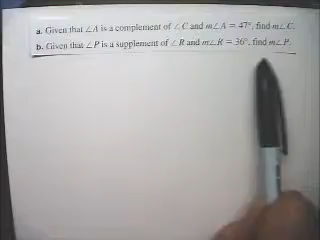 a. Given that ∠A is a complement of ∠C and m∠A = 47°, find m∠C.
b. Given that ∠P is a supplement of ∠R and m∠R = 36°, find m∠P.